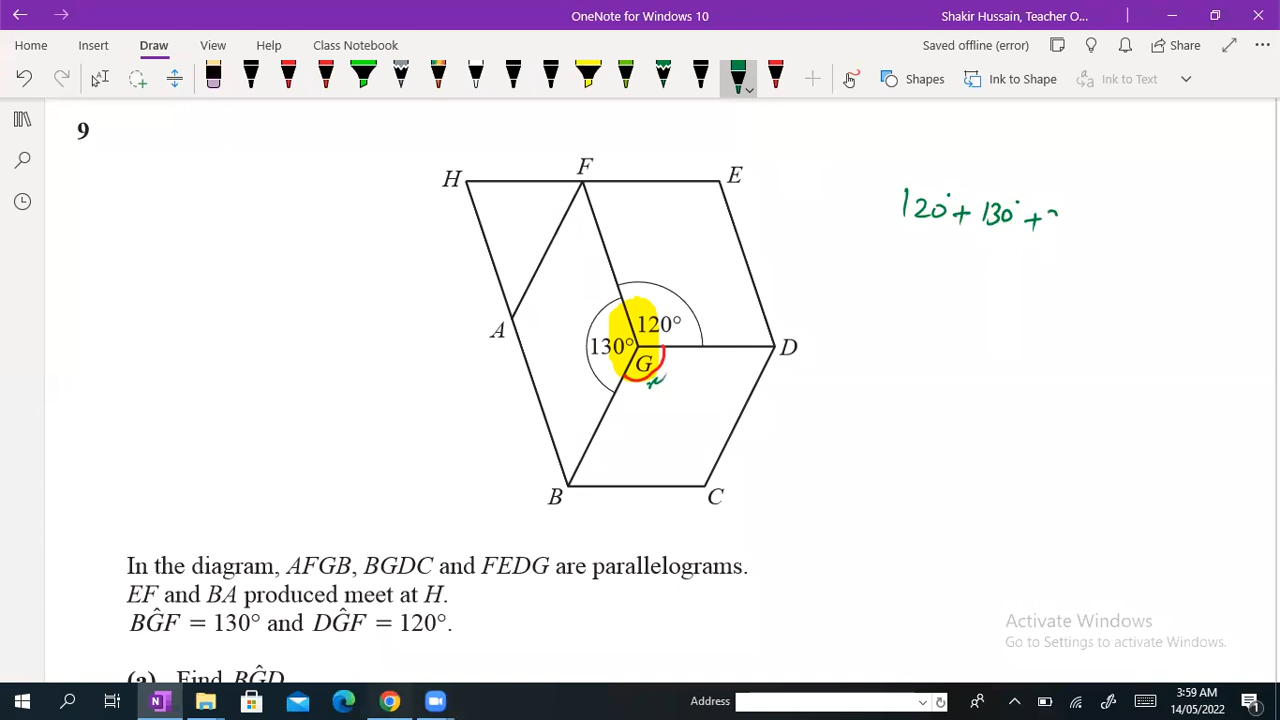 OneNote for Windows 10
Shakir Hussain, Teacher O...
Home Insert Draw View Help Class Notebook
Saved offline (error) Share
Shapes Ink to Shape Ink to Text
9
H F E
120° + 130° +
A 130° 120° G D
x
B C
In the diagram, AFGB, BGDC and FEDG are parallelograms.
EF and BA produced meet at H.
BĜF = 130° and DĜF = 120°.
(a) Find BĜD
Activate Windows
Go to Settings to activate Windows.
Address
3:59 AM
14/05/2022